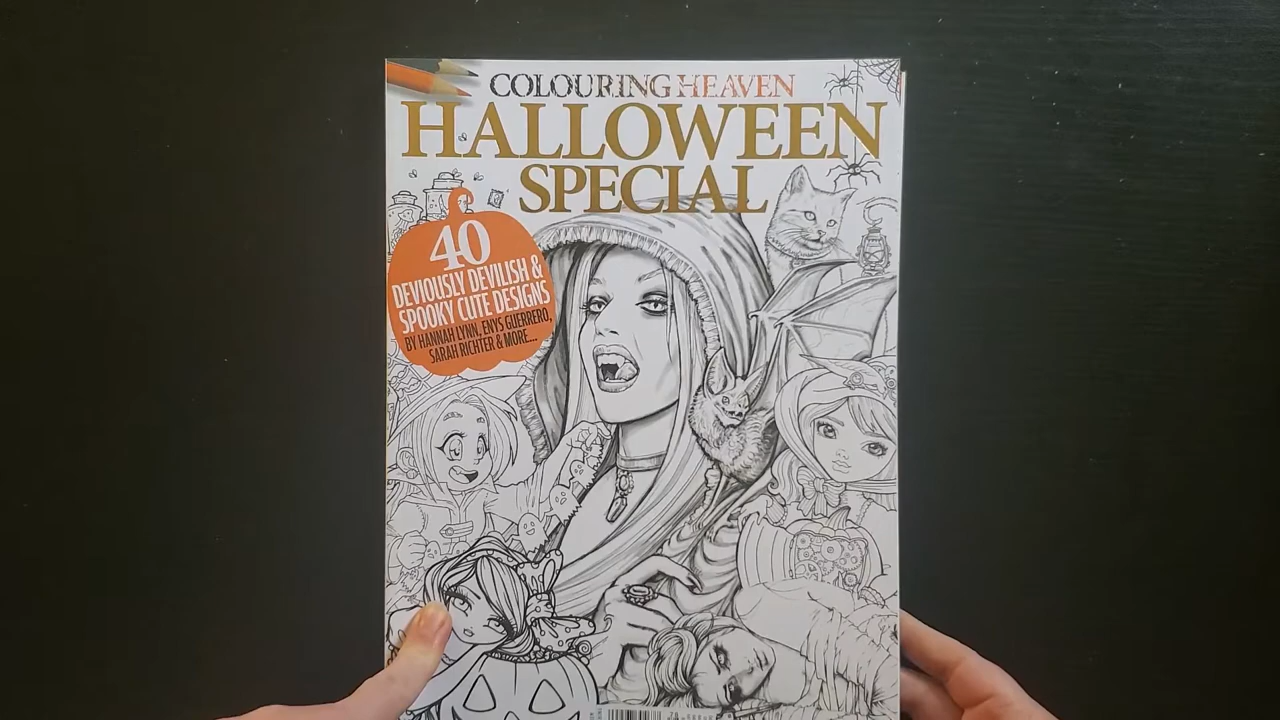 COLOURING HEAVEN
HALLOWEEN
SPECIAL
40
DEVIOUSLY DEVILISH &
SPOOKY CUTE DESIGNS
BY HANNAH LYNN, ENYS GUERRERO,
SARAH RICHTER & MORE...